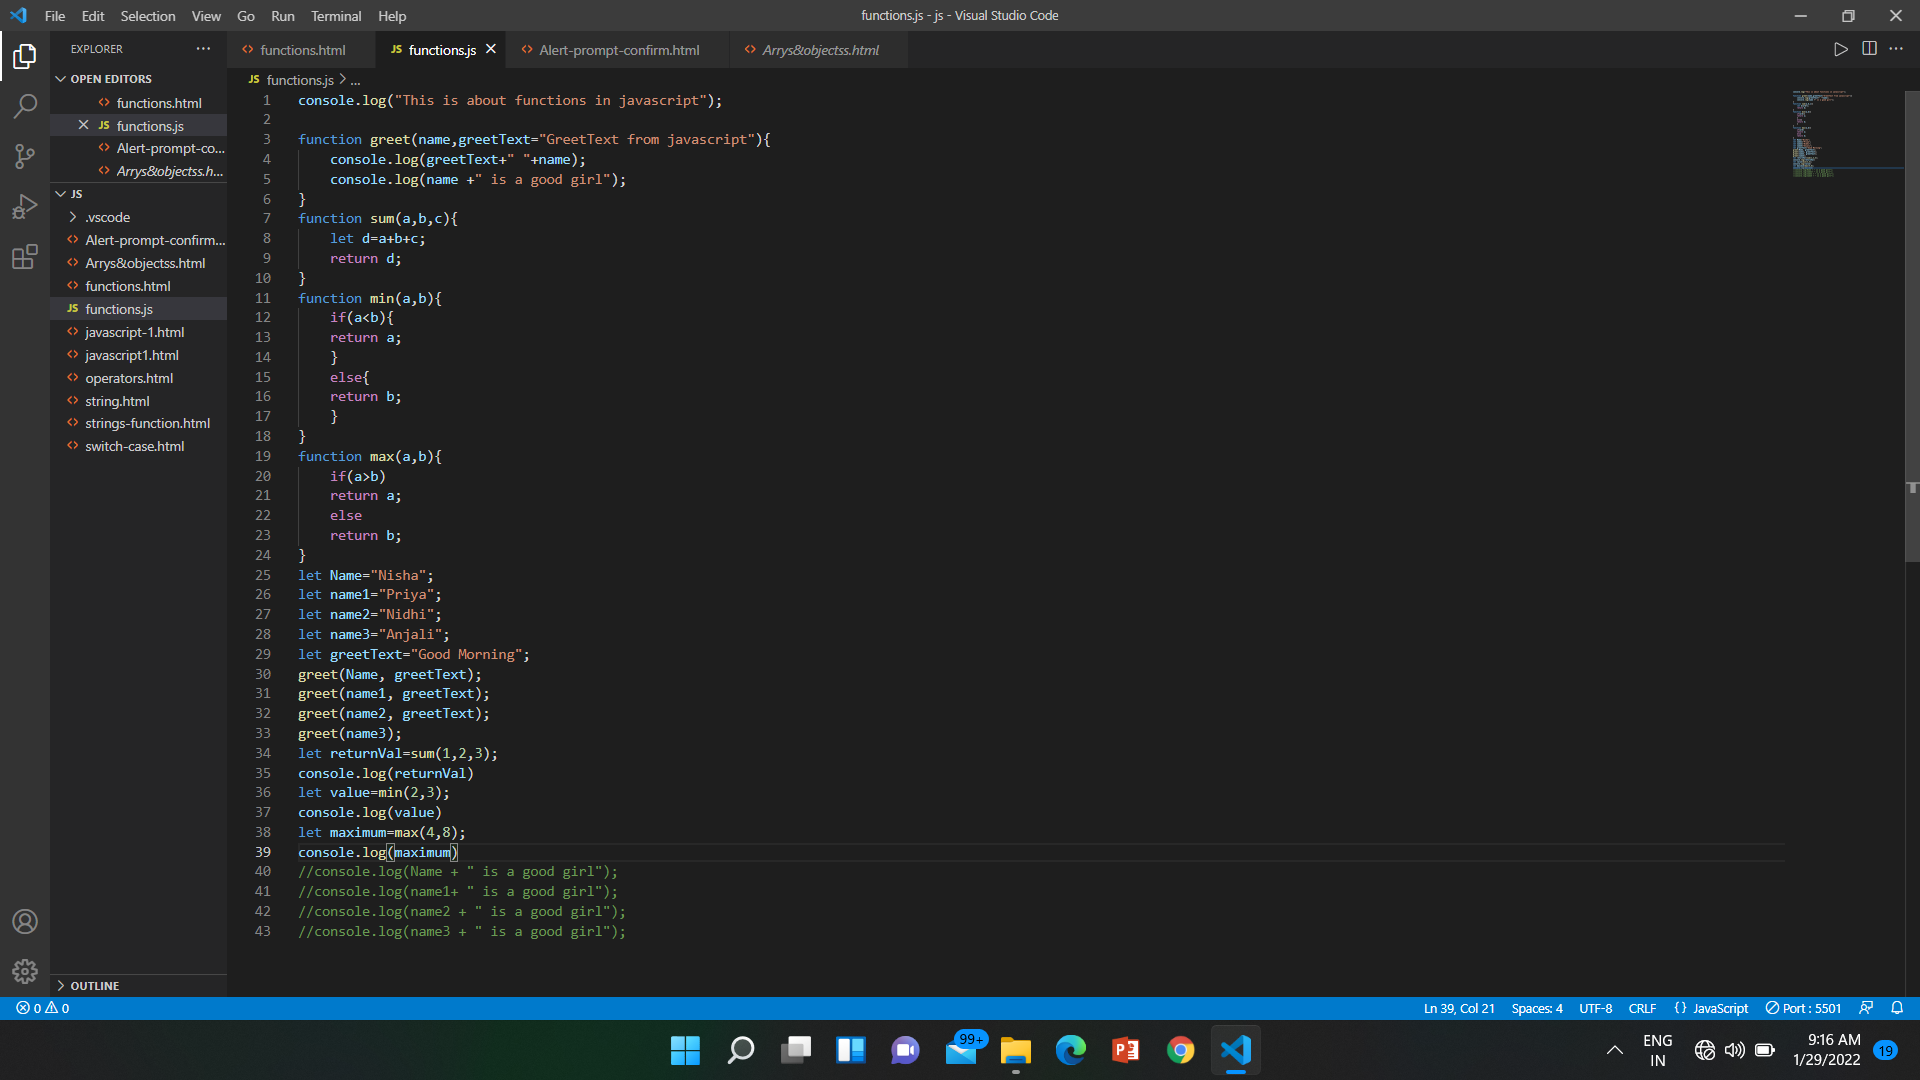 File Edit Selection View Go Run Terminal Help
functions.js - js - Visual Studio Code
EXPLORER
OPEN EDITORS
functions.html
functions.js
Alert-prompt-co...
Arrys&objectss.h...
JS
.vscode
Alert-prompt-confirm...
Arrys&objectss.html
functions.html
JS functions.js
javascript-1.html
javascript1.html
operators.html
string.html
strings-function.html
switch-case.html
OUTLINE
functions.html JS functions.js Alert-prompt-confirm.html Arrys&objectss.html
JS functions.js > ...
1 console.log("This is about functions in javascript");
2
3 function greet(name,greetText="GreetText from javascript"){
4 console.log(greetText+" "+name);
5 console.log(name +" is a good girl");
6 }
7 function sum(a,b,c){
8 let d=a+b+c;
9 return d;
10 }
11 function min(a,b){
12 if(a<b){
13 return a;
14 }
15 else{
16 return b;
17 }
18 }
19 function max(a,b){
20 if(a>b)
21 return a;
22 else
23 return b;
24 }
25 let Name="Nisha";
26 let name1="Priya";
27 let name2="Nidhi";
28 let name3="Anjali";
29 let greetText="Good Morning";
30 greet(Name, greetText);
31 greet(name1, greetText);
32 greet(name2, greetText);
33 greet(name3);
34 let returnVal=sum(1,2,3);
35 console.log(returnVal)
36 let value=min(2,3);
37 console.log(value)
38 let maximum=max(4,8);
39 console.log(maximum)
40 //console.log(Name + " is a good girl");
41 //console.log(name1+ " is a good girl");
42 //console.log(name2 + " is a good girl");
43 //console.log(name3 + " is a good girl");
0 0 Ln 39, Col 21 Spaces: 4 UTF-8 CRLF {} JavaScript Port : 5501
99+
ENG
IN
9:16 AM
1/29/2022
19